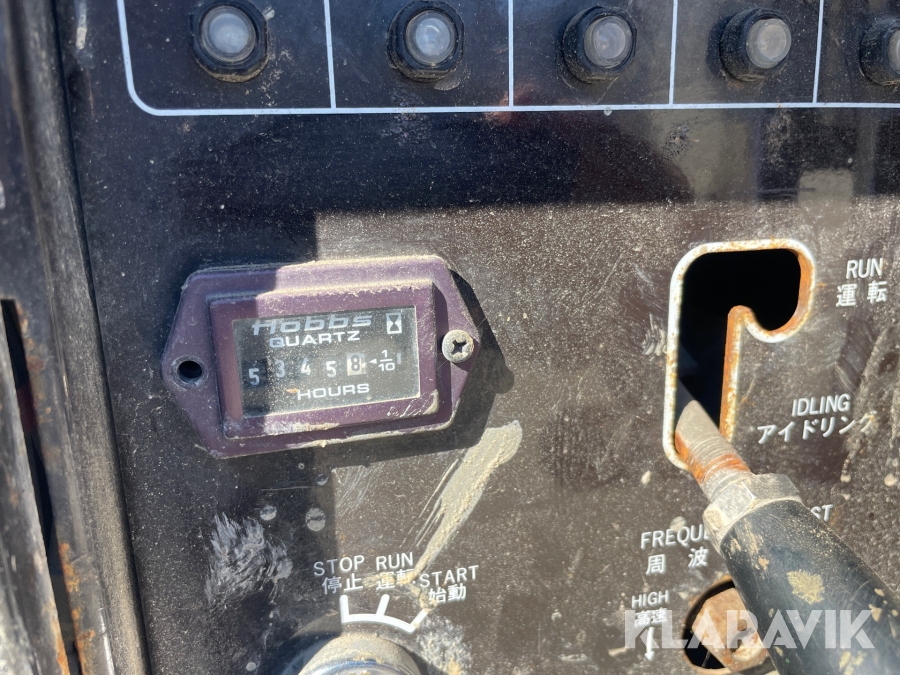 Hobbs
QUARTZ
5 3 4 5 8 1/10
HOURS
RUN
運転
IDLING
アイドリング
STOP RUN
停止 運転
START
始動
周波
HIGH
高速
KLARAVIK